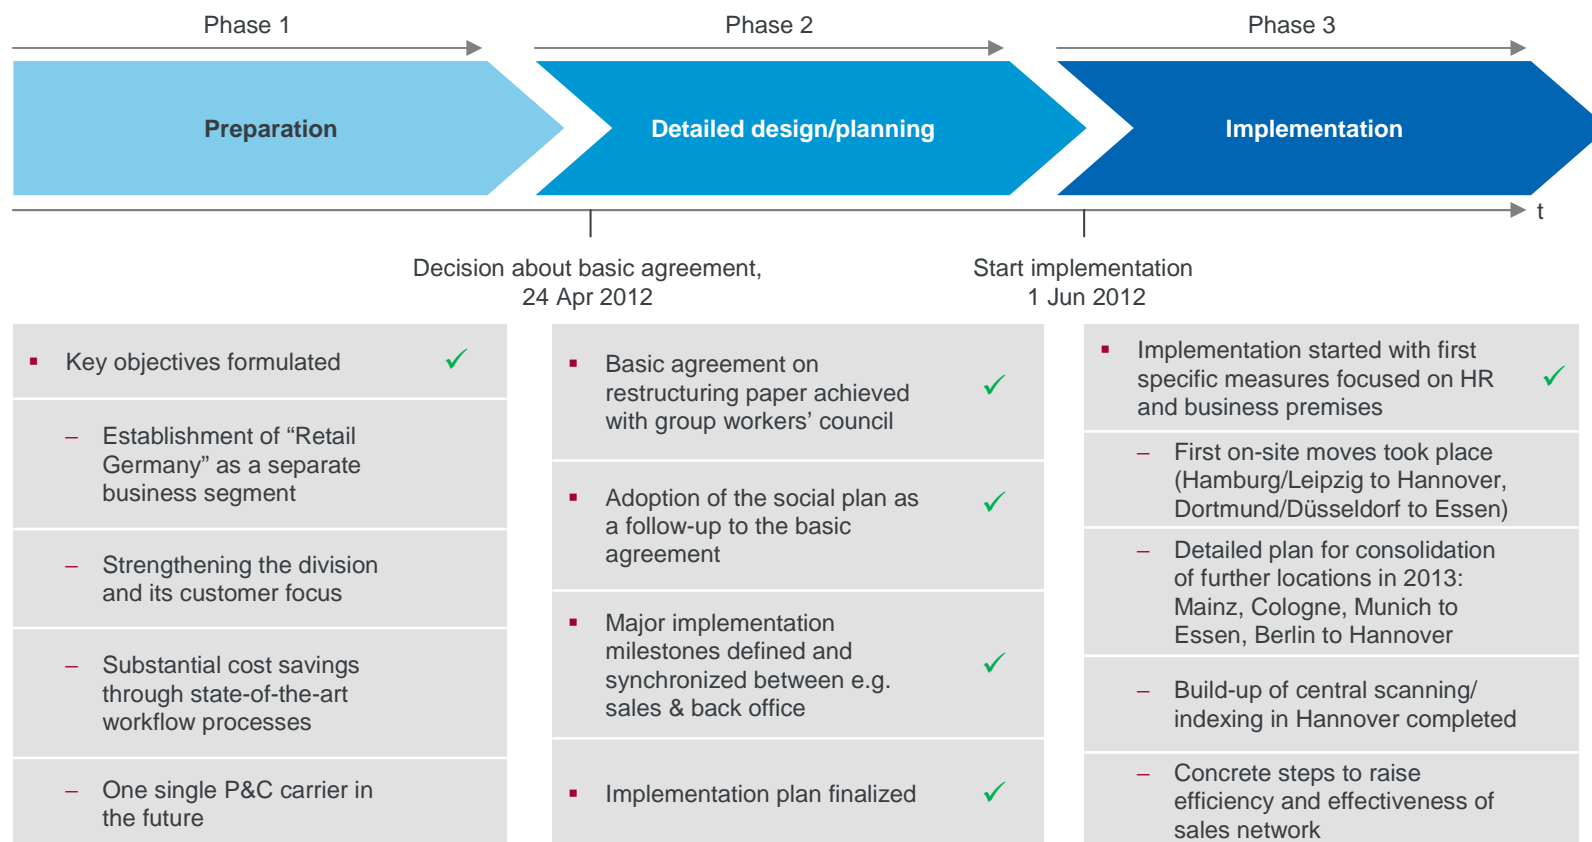 Phase 1
Phase 2
Phase 3
Preparation
Detailed design/planning
Implementation
t
Decision about basic agreement,
24 Apr 2012
Start implementation
1 Jun 2012
▪ Key objectives formulated ✓
– Establishment of “Retail
Germany” as a separate
business segment
– Strengthening the division
and its customer focus
– Substantial cost savings
through state-of-the-art
workflow processes
– One single P&C carrier in
the future
▪ Basic agreement on
restructuring paper achieved
with group workers’ council ✓
▪ Adoption of the social plan as
a follow-up to the basic
agreement ✓
▪ Major implementation
milestones defined and
synchronized between e.g.
sales & back office ✓
▪ Implementation plan finalized ✓
▪ Implementation started with first
specific measures focused on HR
and business premises ✓
– First on-site moves took place
(Hamburg/Leipzig to Hannover,
Dortmund/Düsseldorf to Essen)
– Detailed plan for consolidation
of further locations in 2013:
Mainz, Cologne, Munich to
Essen, Berlin to Hannover
– Build-up of central scanning/
indexing in Hannover completed
– Concrete steps to raise
efficiency and effectiveness of
sales network